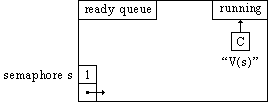 ready queue
running
C
“V(s)”
semaphore s
1